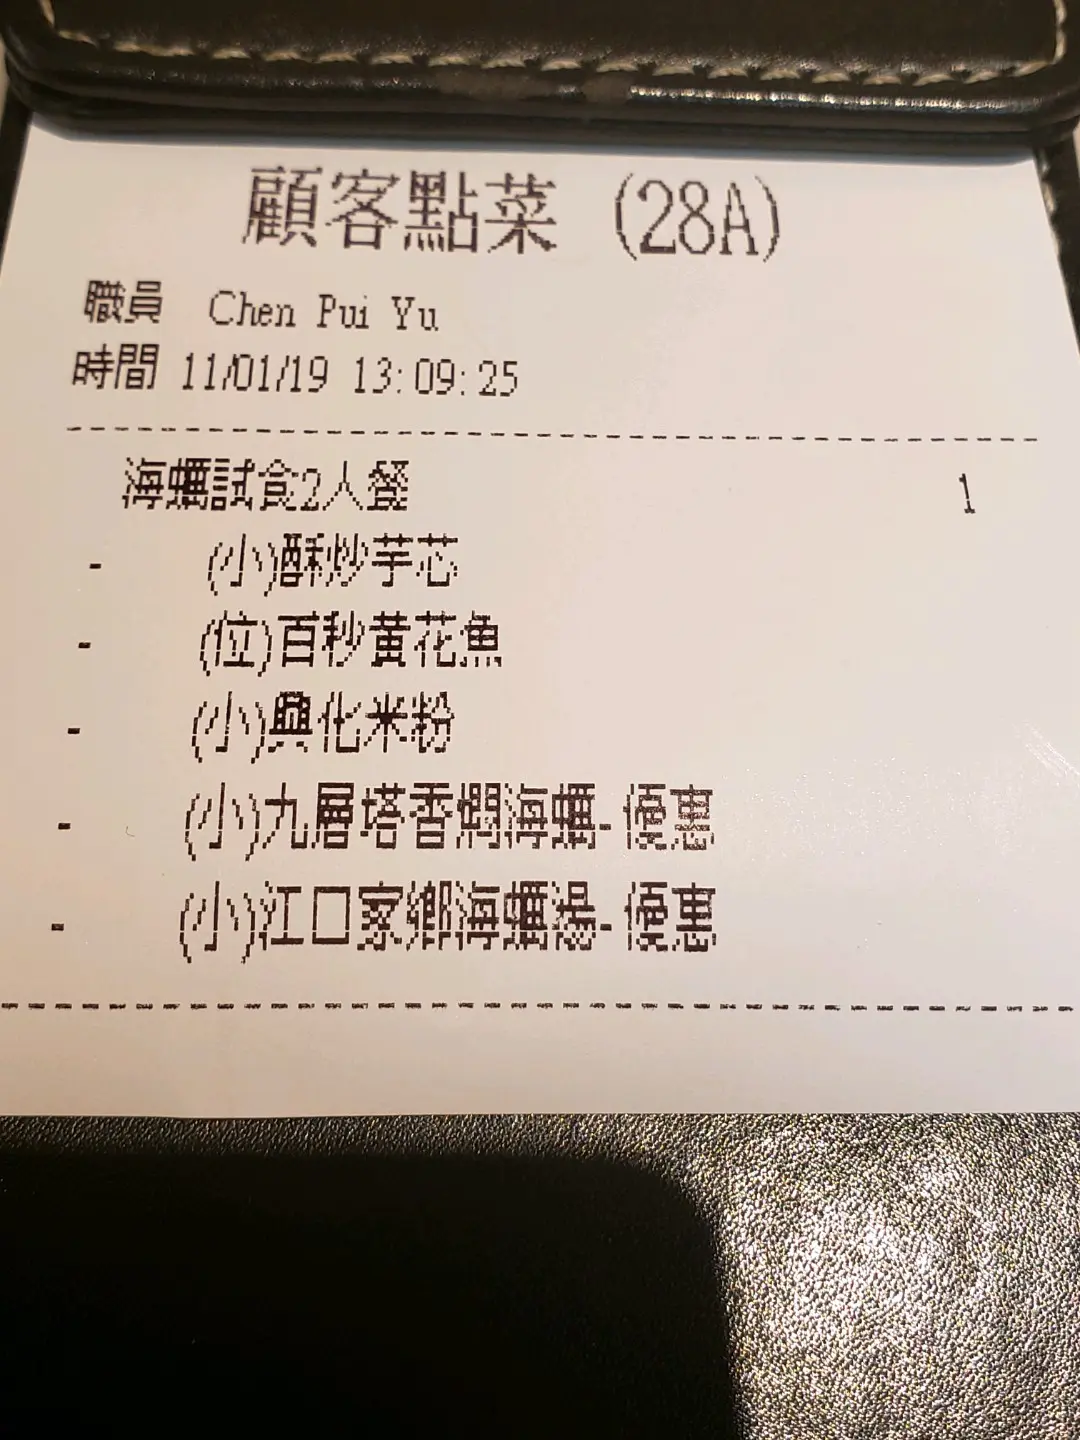 顧客點菜 (28A)
職員 Chen Pui Yu
時間 11/01/19 13:09:25
海蠣試食2人餐 1
- (小)酥炒芋芯
- (位)百秒黃花魚
- (小)興化米粉
- (小)九層塔香燜海蠣-優惠
- (小)江口家鄉海蠣湯-優惠